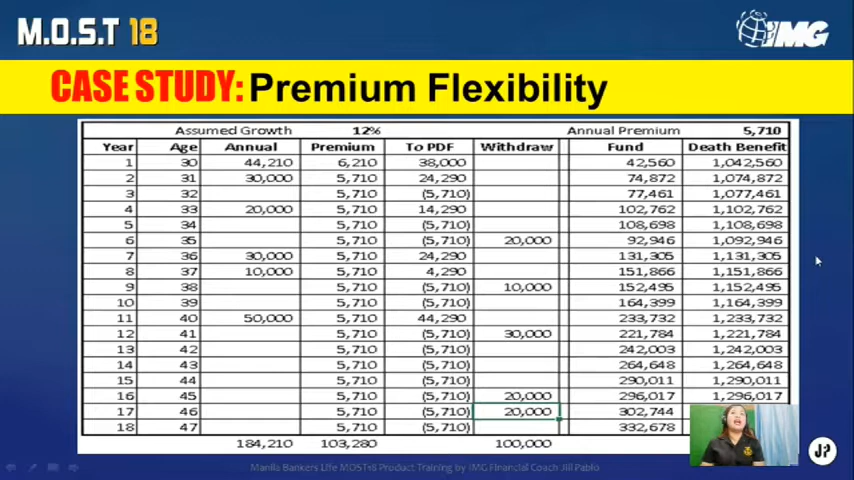 M.O.S.T 18
IMG
CASE STUDY: Premium Flexibility
Assumed Growth 12% Annual Premium 5,710
Year Age Annual Premium To PDF Withdraw Fund Death Benefit
1 30 44,210 6,210 38,000 42,560 1,042,560
2 31 30,000 5,710 24,290 74,872 1,074,872
3 32 5,710 (5,710) 77,461 1,077,461
4 33 20,000 5,710 14,290 102,762 1,102,762
5 34 5,710 (5,710) 108,698 1,108,698
6 35 5,710 (5,710) 20,000 92,946 1,092,946
7 36 30,000 5,710 24,290 131,305 1,131,305
8 37 10,000 5,710 4,290 151,866 1,151,866
9 38 5,710 (5,710) 10,000 152,495 1,152,495
10 39 5,710 (5,710) 164,399 1,164,399
11 40 50,000 5,710 44,290 233,732 1,233,732
12 41 5,710 (5,710) 30,000 221,784 1,221,784
13 42 5,710 (5,710) 242,003 1,242,003
14 43 5,710 (5,710) 264,648 1,264,648
15 44 5,710 (5,710) 290,011 1,290,011
16 45 5,710 (5,710) 20,000 296,017 1,296,017
17 46 5,710 (5,710) 20,000 302,744
18 47 5,710 (5,710) 332,678
184,210 103,280 100,000
JP
Manila Bankers Life MOST18 Product Training by IMG Financial Coach Jill Pablo